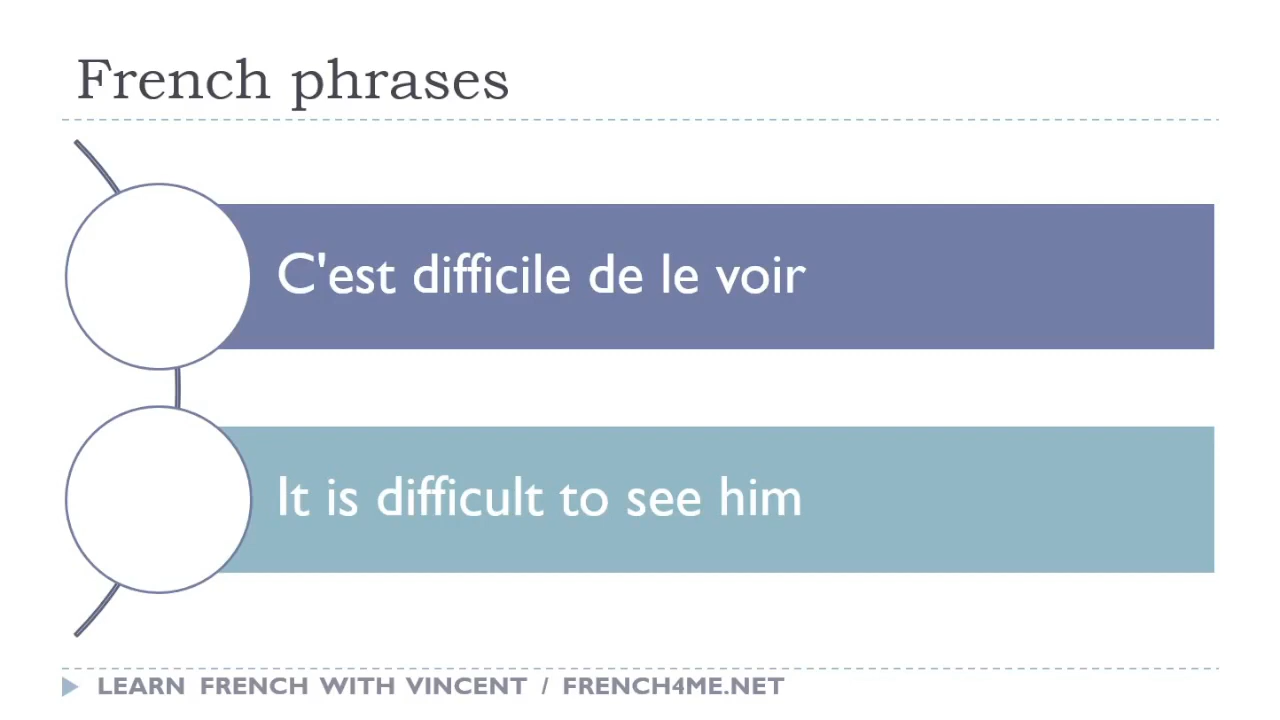 French phrases
C'est difficile de le voir
It is difficult to see him
LEARN FRENCH WITH VINCENT / FRENCH4ME.NET